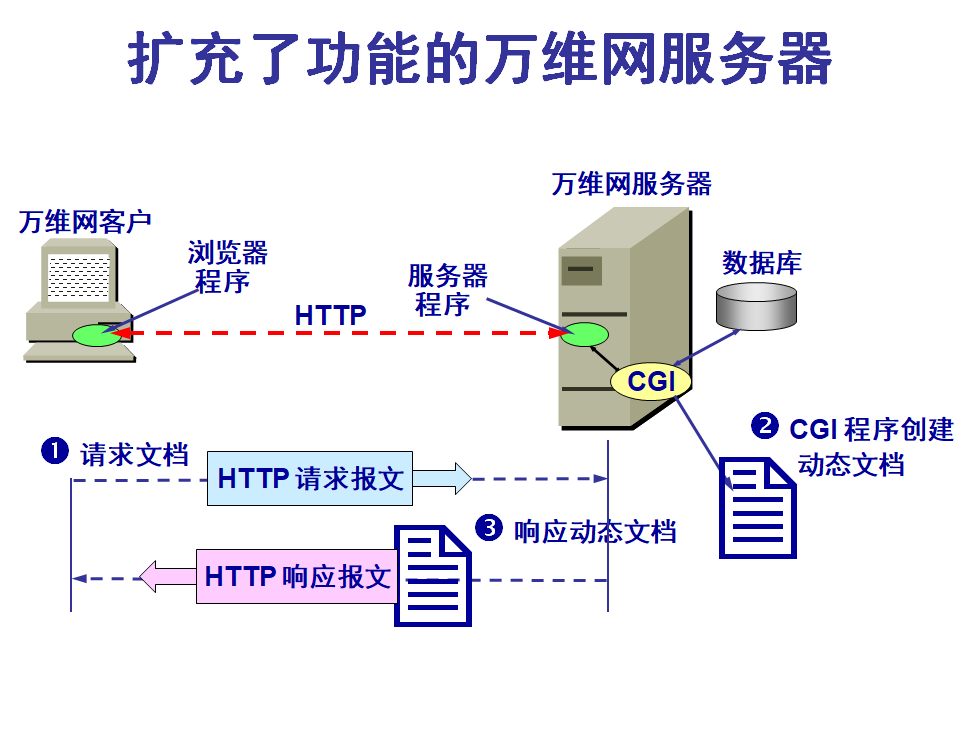 扩充了功能的万维网服务器
万维网服务器
万维网客户
浏览器
程序
服务器
程序
数据库
HTTP
CGI
❶ 请求文档
HTTP 请求报文
❷ CGI 程序创建
动态文档
❸ 响应动态文档
HTTP 响应报文